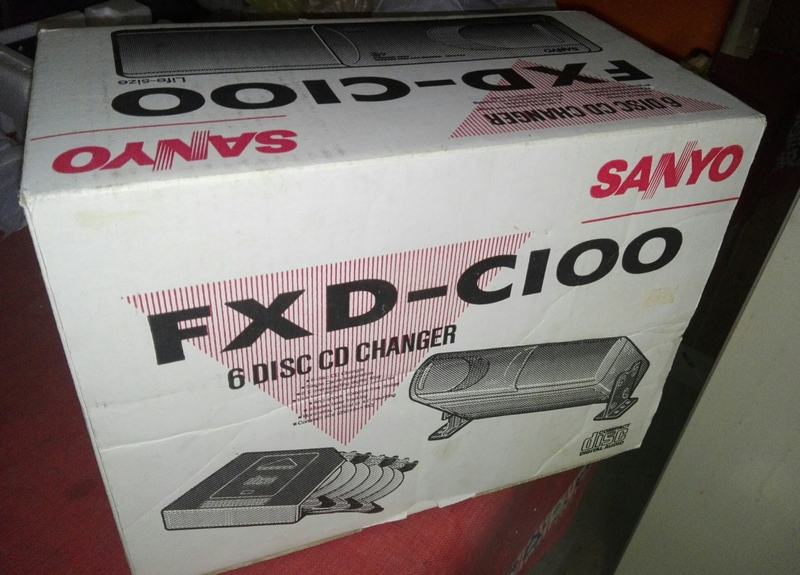 SANYO
Life-size
FXD-C100
6 DISC CD CHANGER
SANYO
SANYO
FXD-C100
6 DISC CD CHANGER
COMPACT
disc
DIGITAL AUDIO